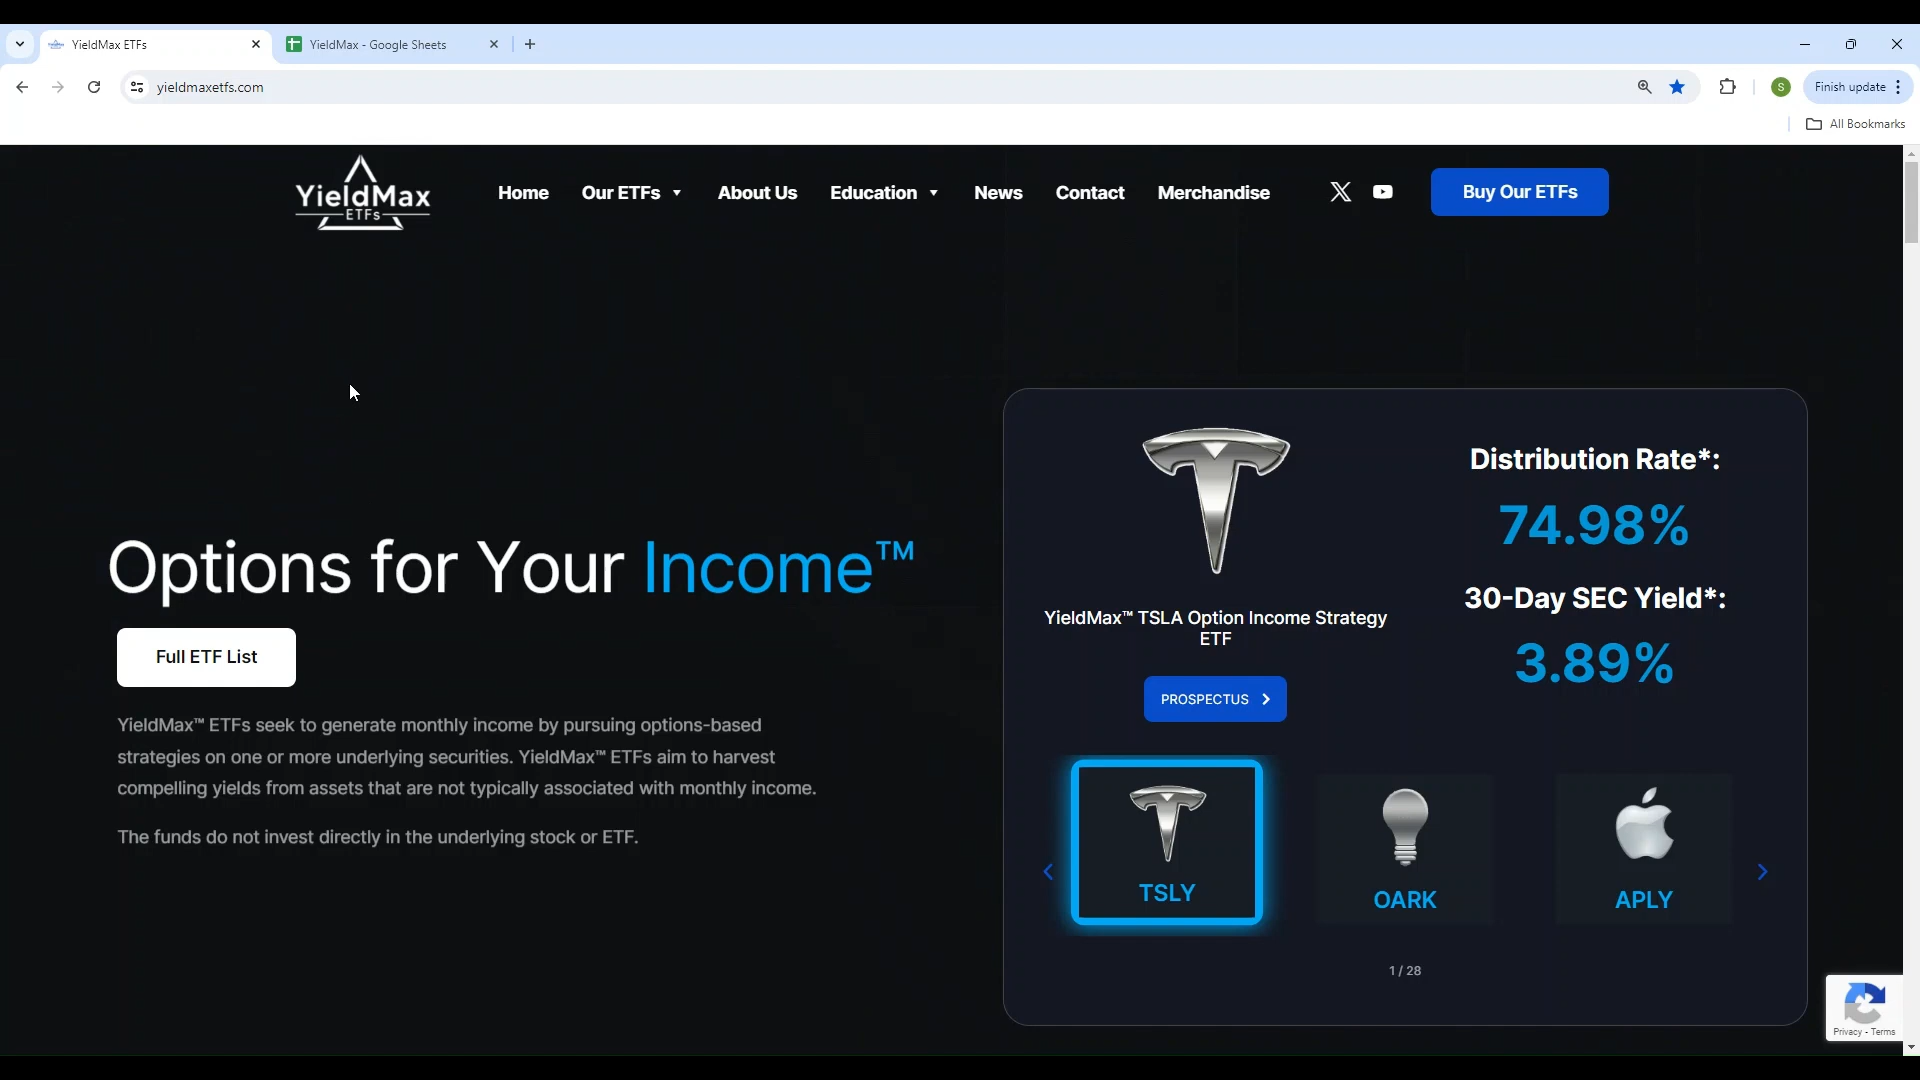 YieldMax ETFs
YieldMax - Google Sheets
yieldmaxetfs.com
S
Finish update
All Bookmarks
YieldMax
ETFs
Home
Our ETFs
About Us
Education
News
Contact
Merchandise
Buy Our ETFs
Options for Your Income™
Full ETF List
YieldMax™ ETFs seek to generate monthly income by pursuing options-based
strategies on one or more underlying securities. YieldMax™ ETFs aim to harvest
compelling yields from assets that are not typically associated with monthly income.
The funds do not invest directly in the underlying stock or ETF.
YieldMax™ TSLA Option Income Strategy
ETF
PROSPECTUS
Distribution Rate*:
74.98%
30-Day SEC Yield*:
3.89%
TSLY
OARK
APLY
1 / 28
Privacy - Terms